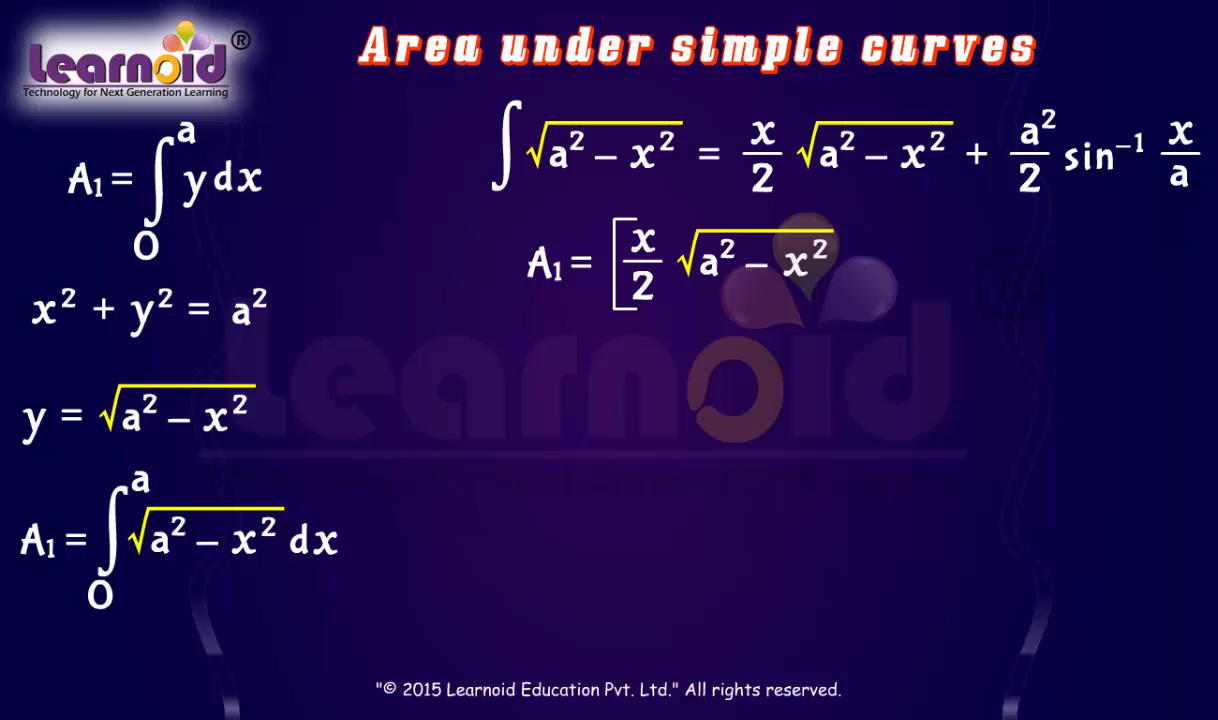 Learnoid ®
Technology for Next Generation Learning
Area under simple curves
A₁ = ∫₀ᵃ y dx
x² + y² = a²
y = √(a² – x²)
A₁ = ∫₀ᵃ √(a² – x²) dx
∫ √(a² – x²) = x/2 √(a² – x²) + a²/2 sin⁻¹ x/a
A₁ = [ x/2 √(a² – x²)
Learnoid
"© 2015 Learnoid Education Pvt. Ltd." All rights reserved.